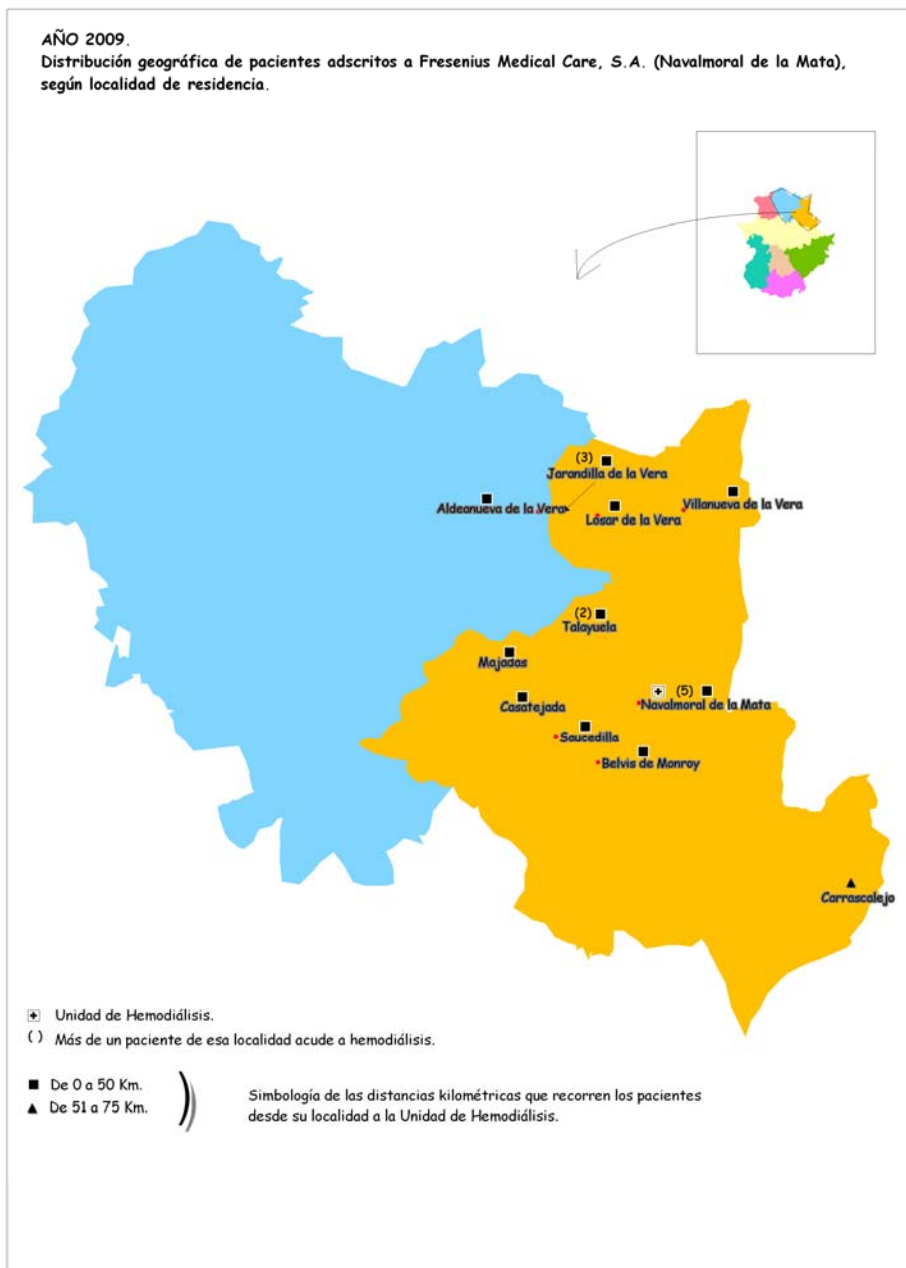 AÑO 2009.
Distribución geográfica de pacientes adscritos a Fresenius Medical Care, S.A. (Navalmoral de la Mata),
según localidad de residencia.
(3)
Jarandilla de la Vera
Aldeanueva de la Vera
Losar de la Vera
Villanueva de la Vera
(2)
Talayuela
Majadas
(5)
Navalmoral de la Mata
Casatejada
Saucedilla
Belvis de Monroy
Carrascalejo
Unidad de Hemodiálisis.
( ) Más de un paciente de esa localidad acude a hemodiálisis.
De 0 a 50 Km.
De 51 a 75 Km.
Simbología de las distancias kilométricas que recorren los pacientes
desde su localidad a la Unidad de Hemodiálisis.